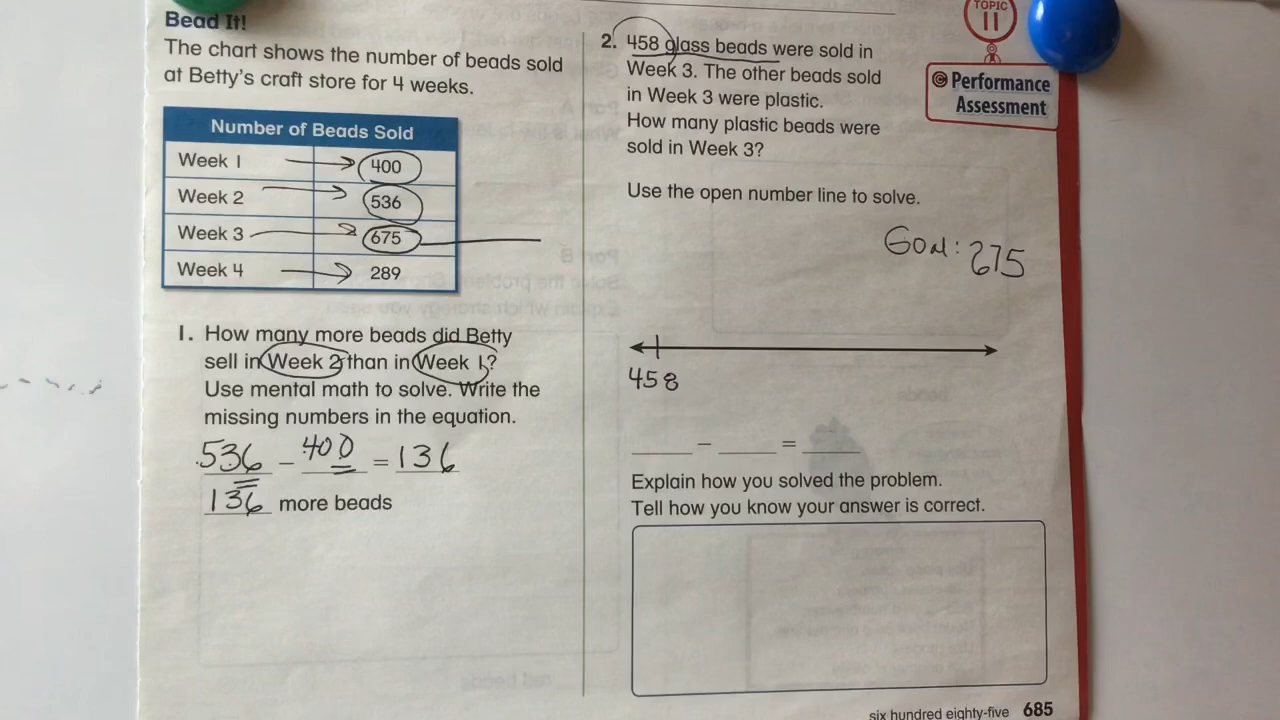 Bead It!
The chart shows the number of beads sold
at Betty's craft store for 4 weeks.
Number of Beads Sold
Week 1 400
Week 2 536
Week 3 675
Week 4 289
1. How many more beads did Betty
sell in Week 2 than in Week 1?
Use mental math to solve. Write the
missing numbers in the equation.
536 - 400 = 136
136 more beads
TOPIC
11
© Performance
Assessment
2. 458 glass beads were sold in
Week 3. The other beads sold
in Week 3 were plastic.
How many plastic beads were
sold in Week 3?
Use the open number line to solve.
GOAL: 675
458
____ - ____ = ____
Explain how you solved the problem.
Tell how you know your answer is correct.
six hundred eighty-five 685